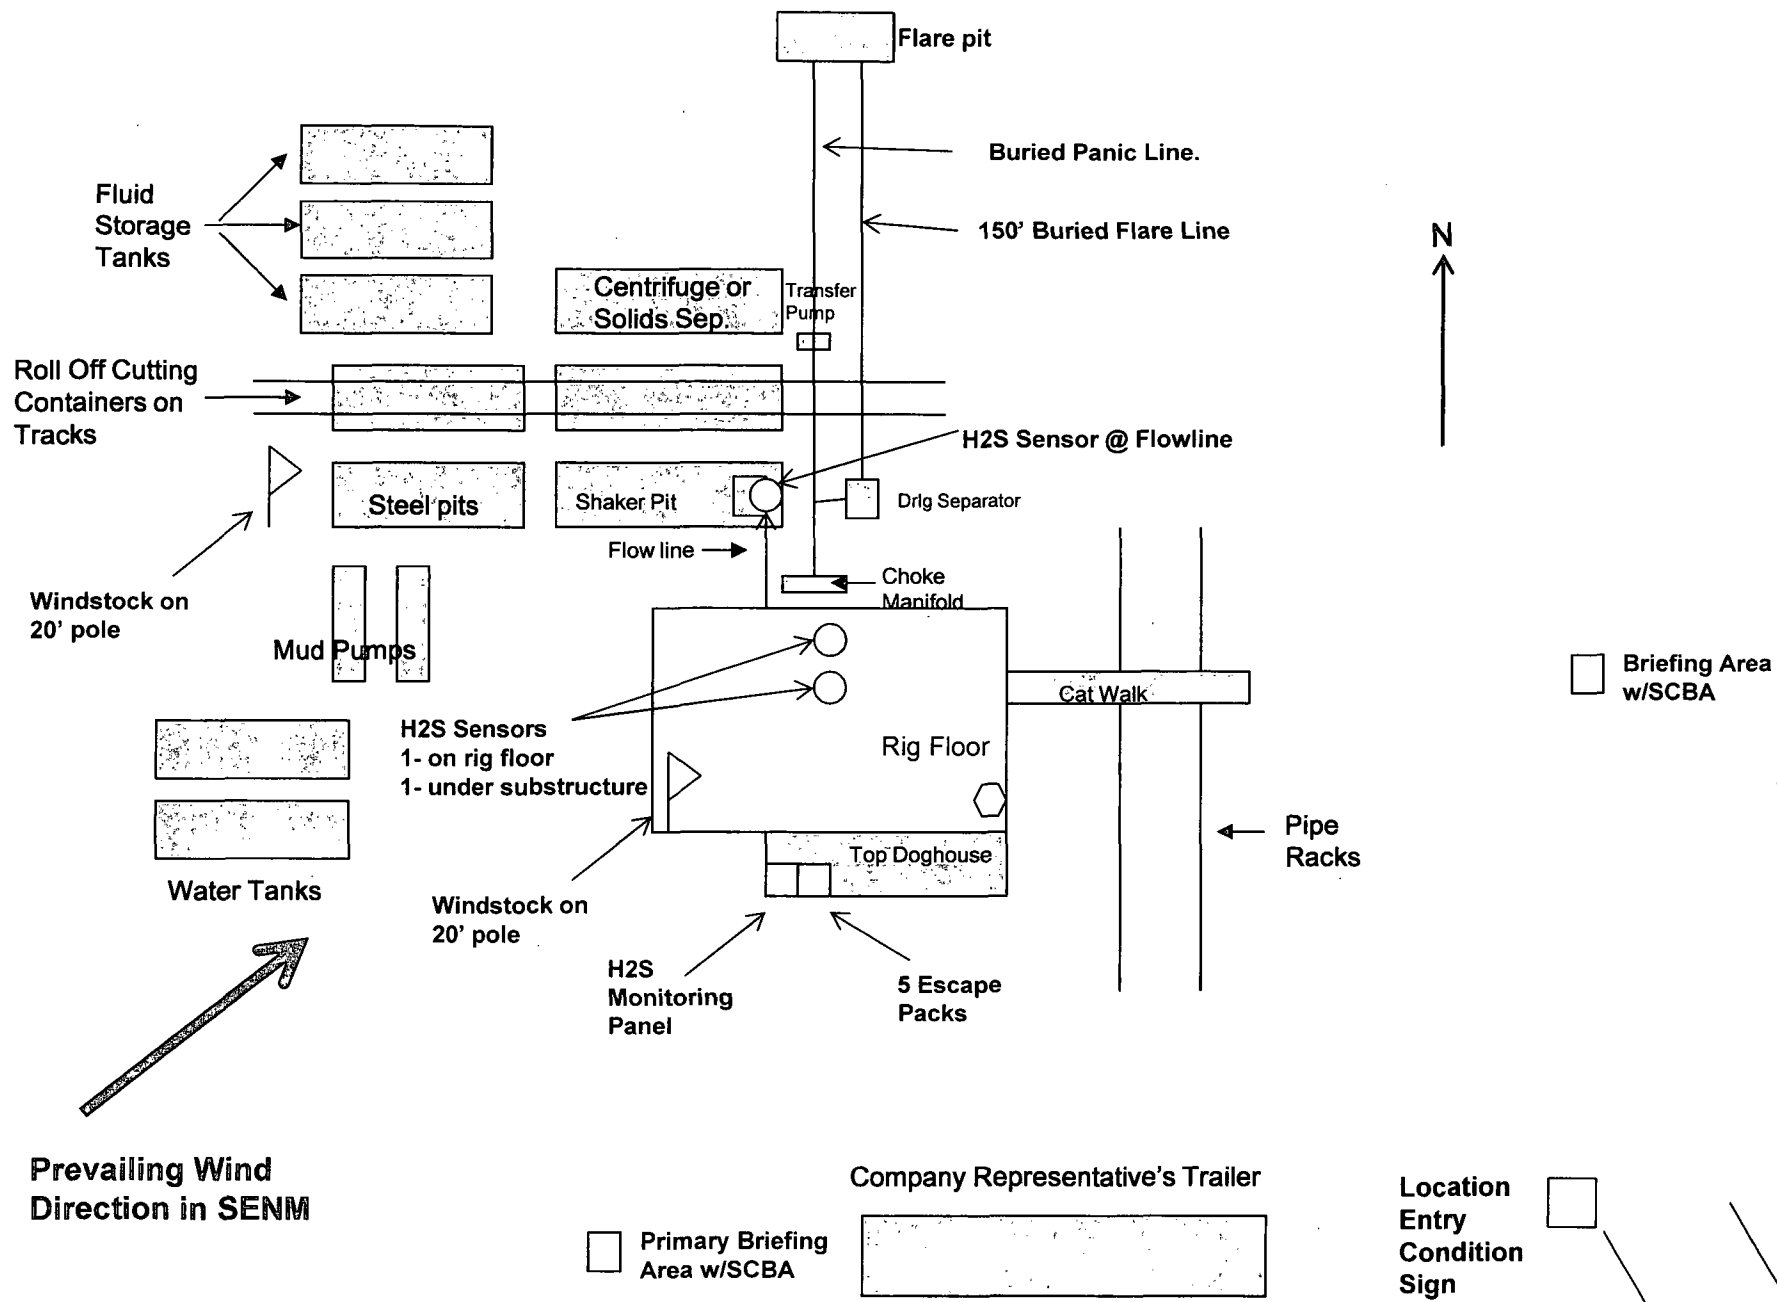 Flare pit
Buried Panic Line.
Fluid
Storage
Tanks
150' Buried Flare Line
N
Centrifuge or
Solids Sep.
Transfer
Pump
Roll Off Cutting
Containers on
Tracks
H2S Sensor @ Flowline
Steel pits
Shaker Pit
Drlg Separator
Flow line
Choke
Manifold
Windstock on
20' pole
Mud Pumps
Briefing Area
w/SCBA
Cat Walk
H2S Sensors
1- on rig floor
1- under substructure
Rig Floor
Pipe
Racks
Top Doghouse
Water Tanks
Windstock on
20' pole
H2S
Monitoring
Panel
5 Escape
Packs
Prevailing Wind
Direction in SENM
Company Representative's Trailer
Location
Entry
Condition
Sign
Primary Briefing
Area w/SCBA